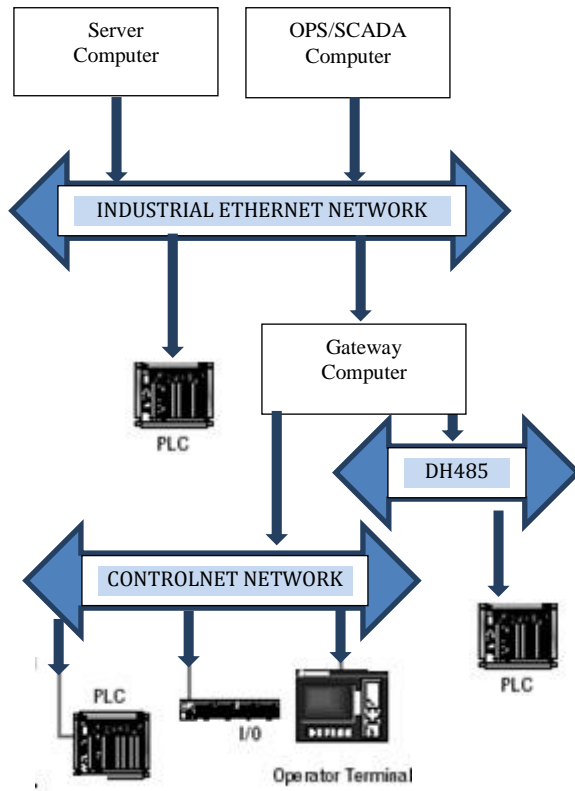 Server
Computer
OPS/SCADA
Computer
INDUSTRIAL ETHERNET NETWORK
Gateway
Computer
PLC
DH485
CONTROLNET NETWORK
PLC
PLC
I/0
Operator Terminal